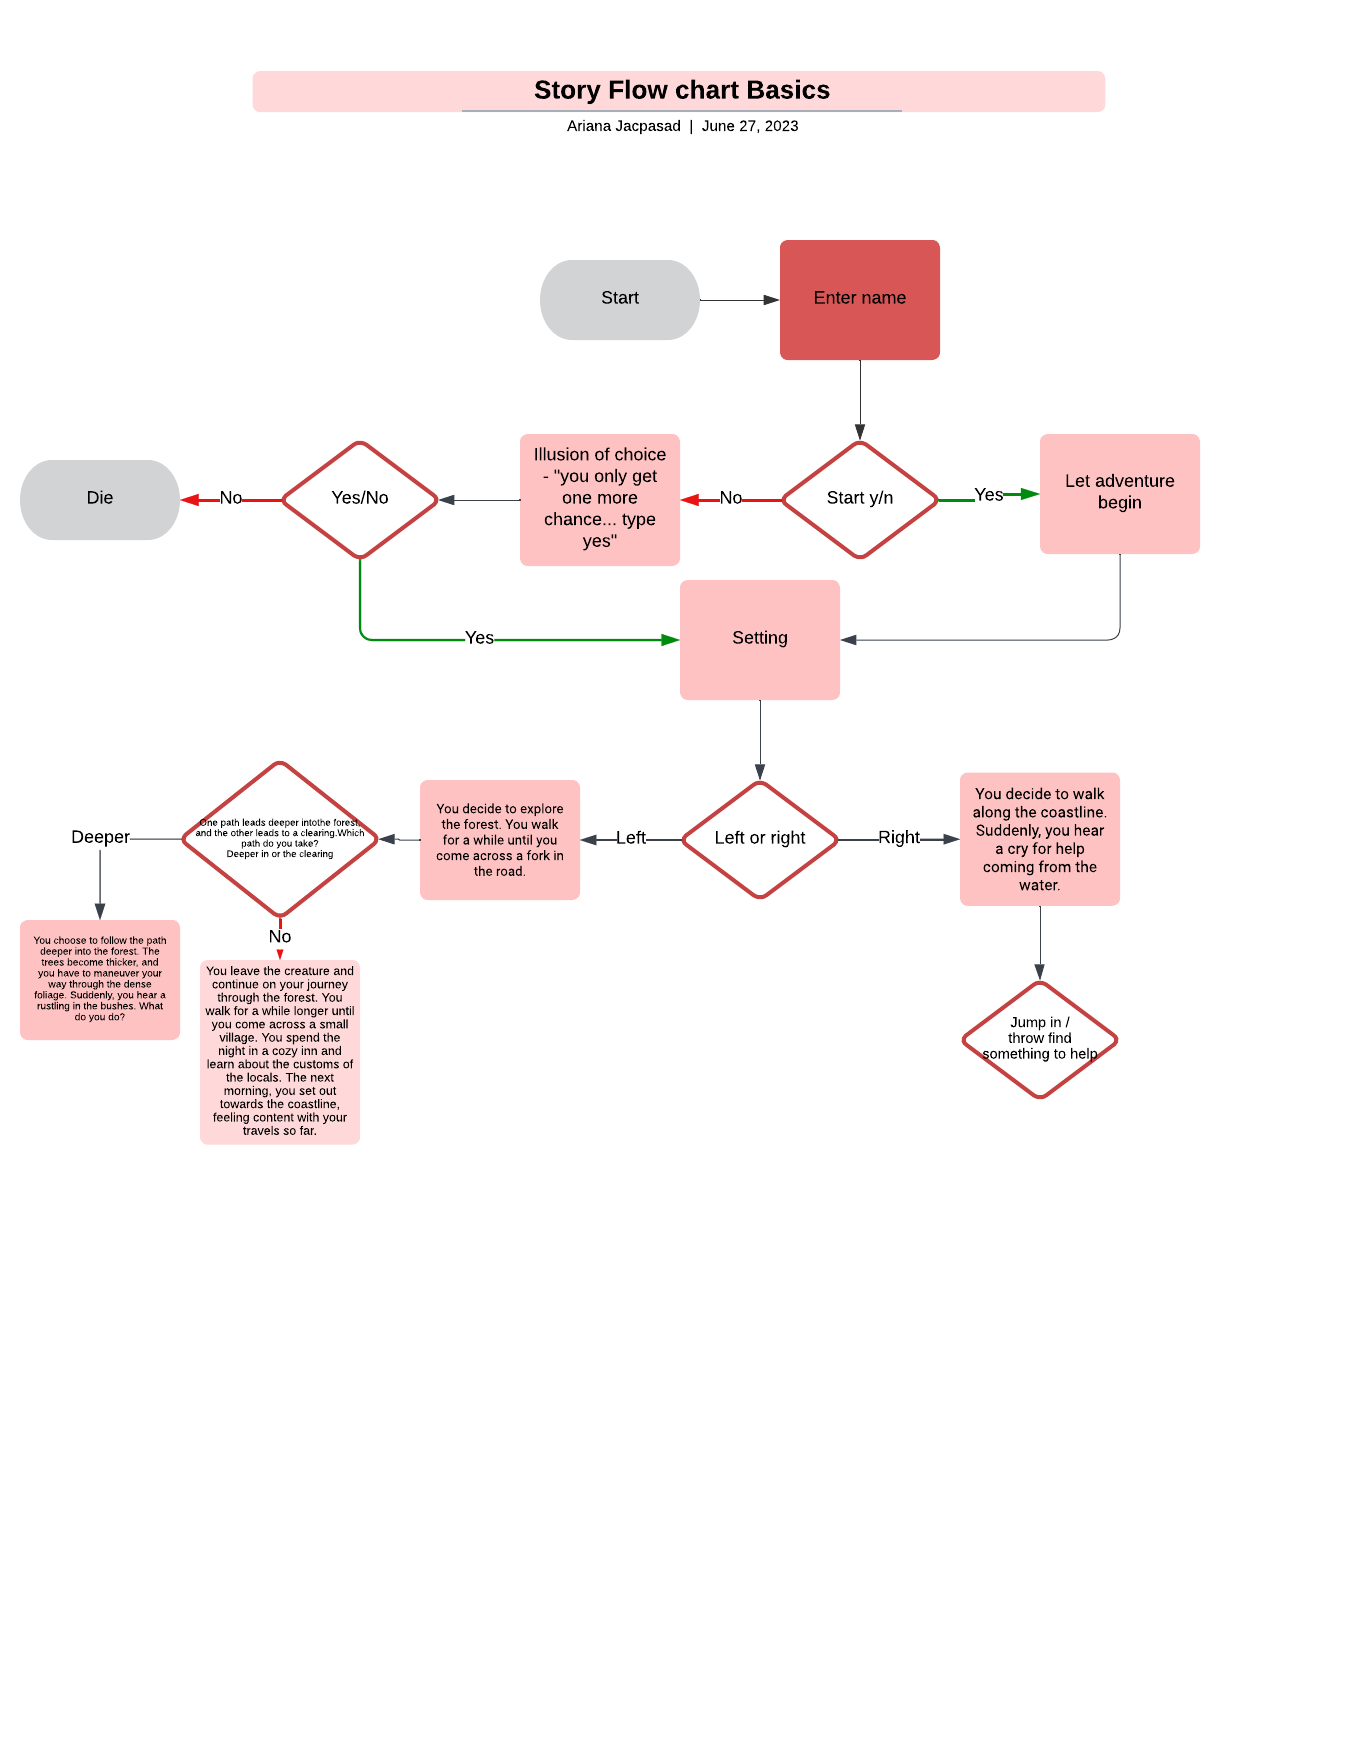 Story Flow chart Basics
Ariana Jacpasad | June 27, 2023
Start
Enter name
Die
No
Yes/No
Illusion of choice
- "you only get
one more
chance... type
yes"
No
Start y/n
Yes
Let adventure
begin
Yes
Setting
Deeper
One path leads deeper intothe forest,
and the other leads to a clearing.Which
path do you take?
Deeper in or the clearing
You decide to explore
the forest. You walk
for a while until you
come across a fork in
the road.
Left
Left or right
Right
You decide to walk
along the coastline.
Suddenly, you hear
a cry for help
coming from the
water.
You choose to follow the path
deeper into the forest. The
trees become thicker, and
you have to maneuver your
way through the dense
foliage. Suddenly, you hear a
rustling in the bushes. What
do you do?
No
You leave the creature and
continue on your journey
through the forest. You
walk for a while longer until
you come across a small
village. You spend the
night in a cozy inn and
learn about the customs of
the locals. The next
morning, you set out
towards the coastline,
feeling content with your
travels so far.
Jump in /
throw find
something to help